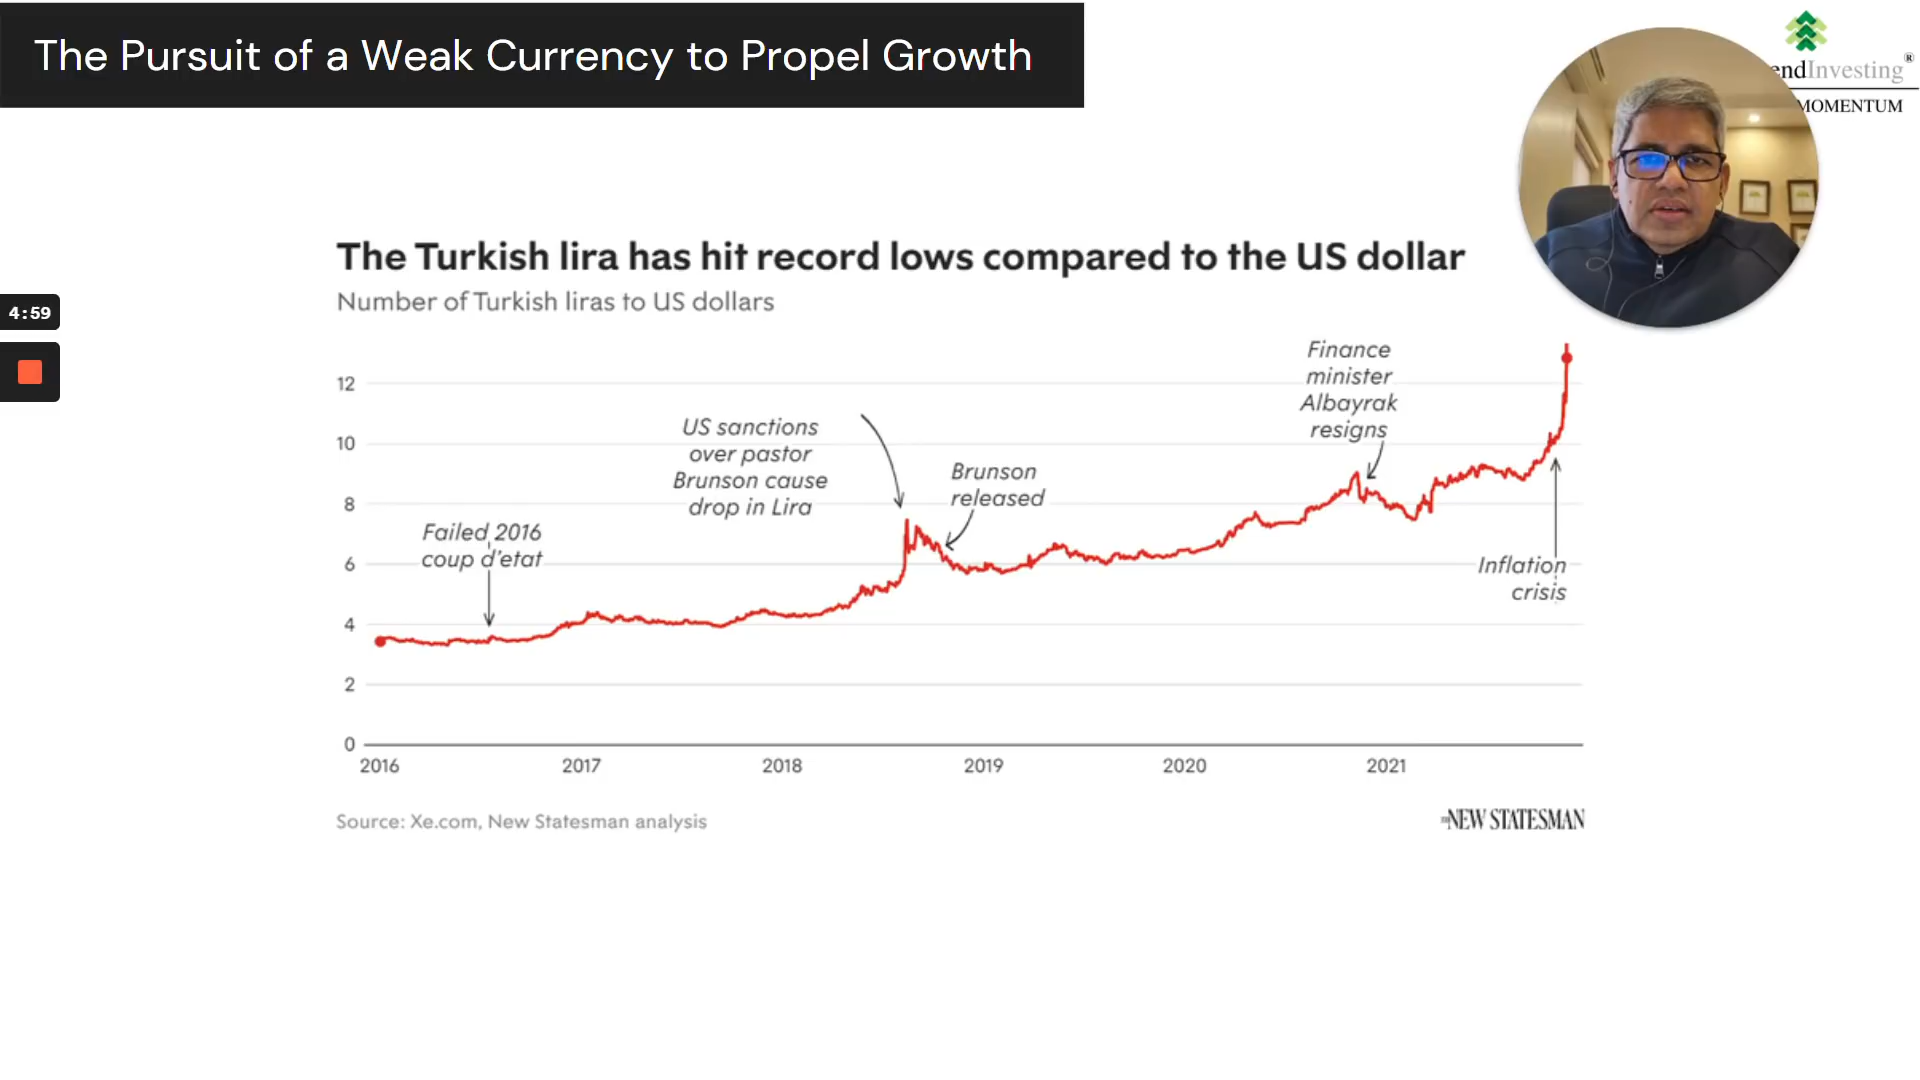 The Pursuit of a Weak Currency to Propel Growth
endInvesting®
MOMENTUM
4:59
The Turkish lira has hit record lows compared to the US dollar
Number of Turkish liras to US dollars
12
10
8
6
4
2
0
Failed 2016
coup d'etat
US sanctions
over pastor
Brunson cause
drop in Lira
Brunson
released
Finance
minister
Albayrak
resigns
Inflation
crisis
2016 2017 2018 2019 2020 2021
Source: Xe.com, New Statesman analysis
NEW STATESMAN